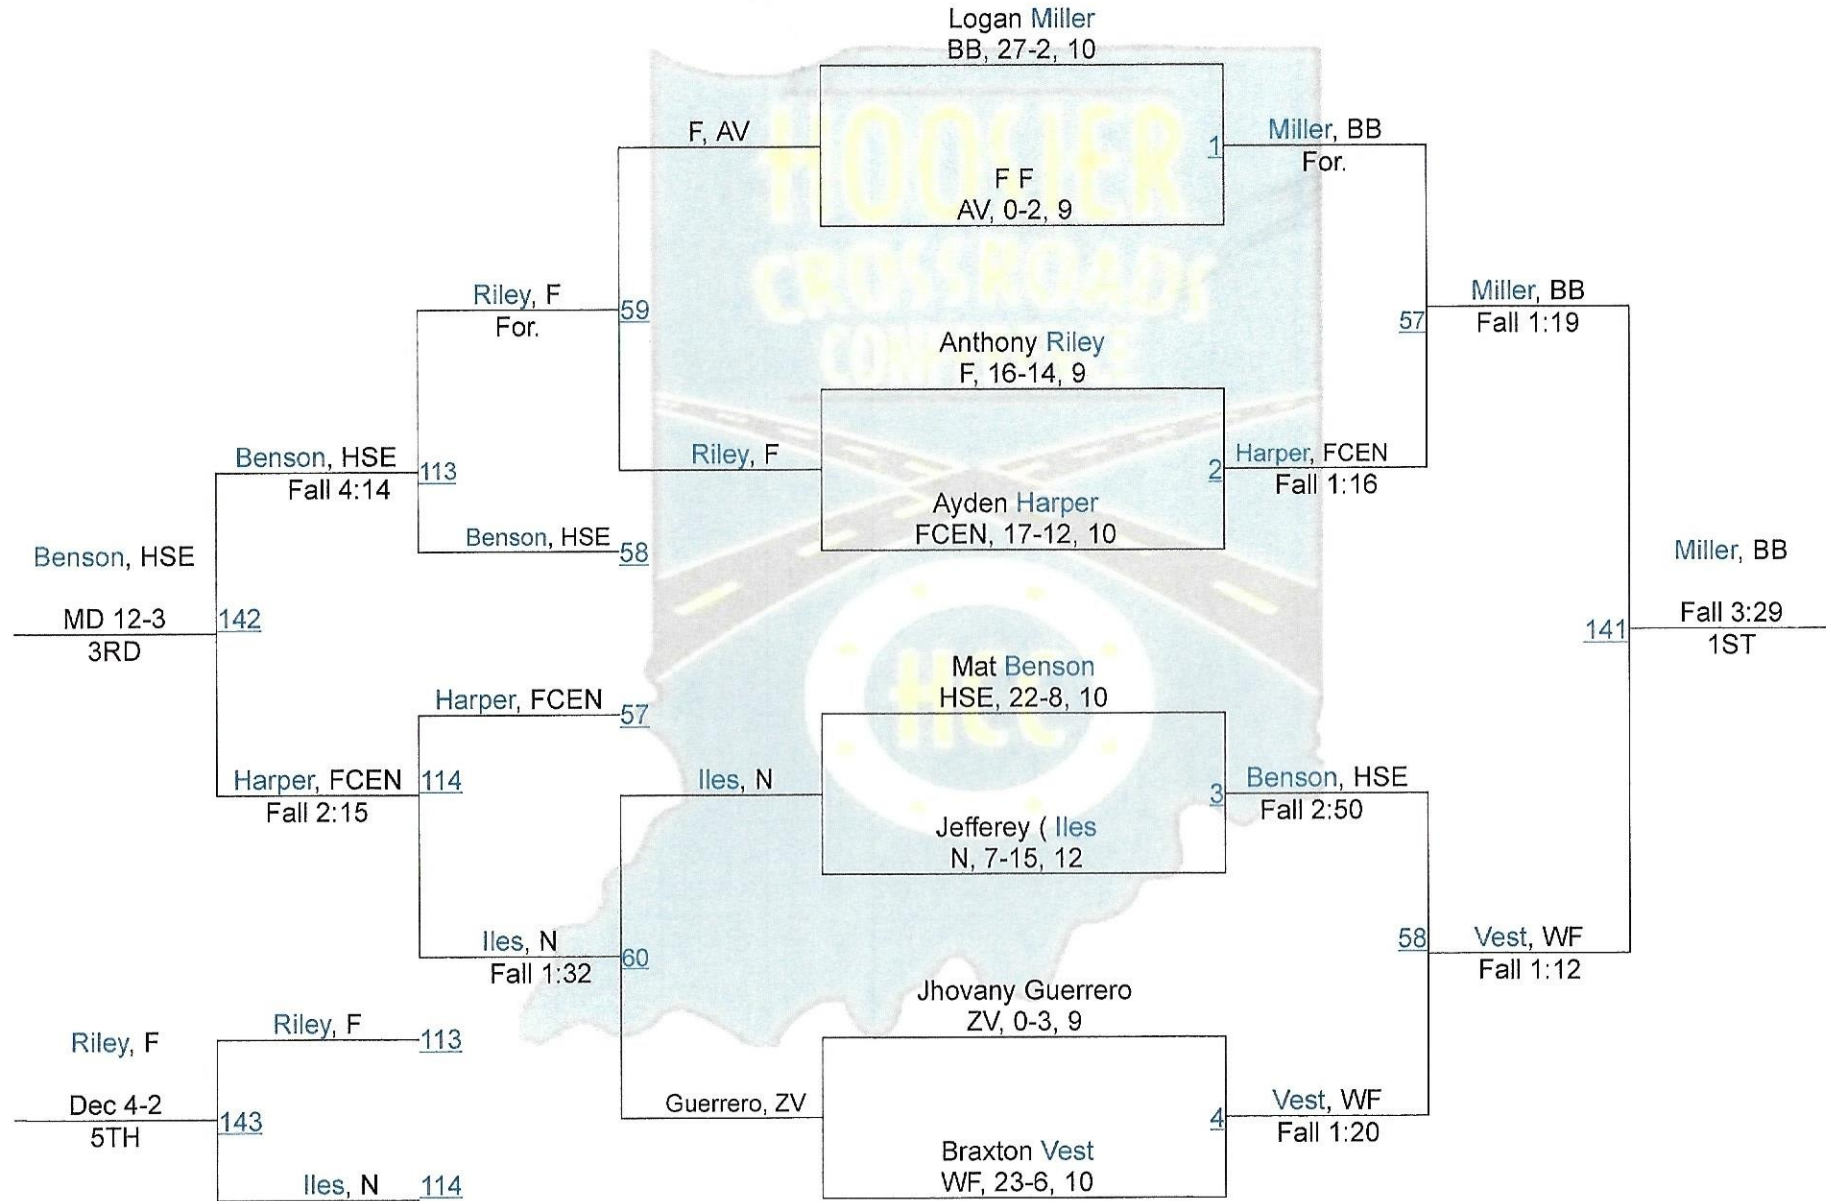 Logan Miller
BB, 27-2, 10
F F
AV, 0-2, 9
Anthony Riley
F, 16-14, 9
Ayden Harper
FCEN, 17-12, 10
Mat Benson
HSE, 22-8, 10
Jefferey ( Iles
N, 7-15, 12
Jhovany Guerrero
ZV, 0-3, 9
Braxton Vest
WF, 23-6, 10
1
Miller, BB
For.
2
Harper, FCEN
Fall 1:16
3
Benson, HSE
Fall 2:50
4
Vest, WF
Fall 1:20
57
Miller, BB
Fall 1:19
58
Vest, WF
Fall 1:12
141
Miller, BB
Fall 3:29
1ST
F, AV
Riley, F
59
Riley, F
For.
Benson, HSE
58
113
Benson, HSE
Fall 4:14
Harper, FCEN
57
Iles, N
Guerrero, ZV
60
Iles, N
Fall 1:32
114
Harper, FCEN
Fall 2:15
142
Benson, HSE
MD 12-3
3RD
Riley, F
113
Iles, N
114
143
Riley, F
Dec 4-2
5TH
HOOSIER
CROSSROADS
CONFERENCE
HCC